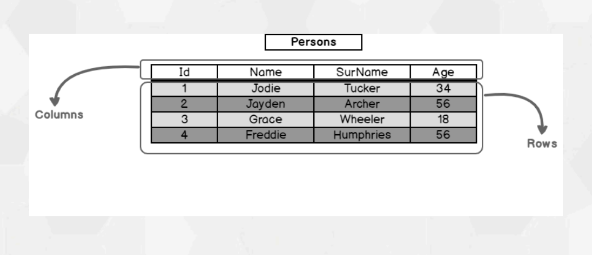 Persons
Id Name SurName Age
1 Jodie Tucker 34
2 Jayden Archer 56
3 Grace Wheeler 18
4 Freddie Humphries 56
Columns
Rows